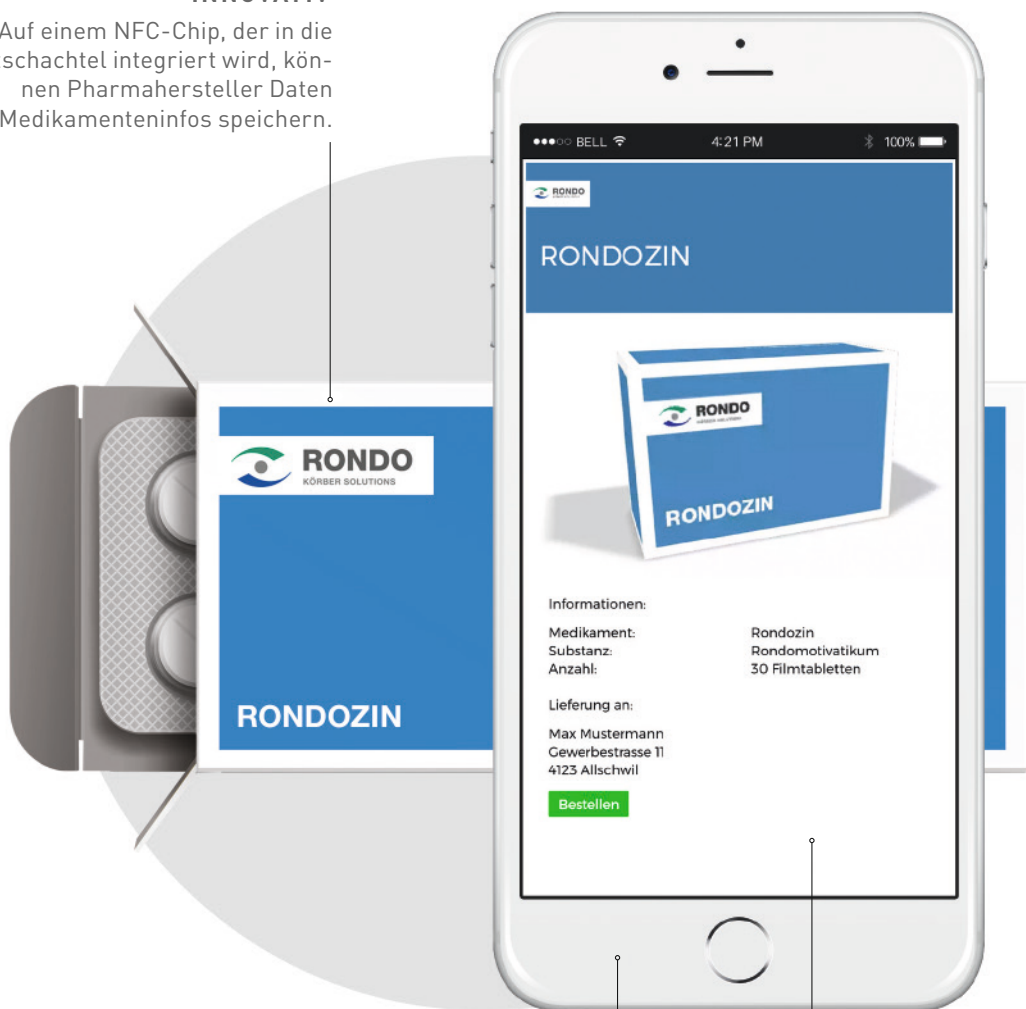 Auf einem NFC-Chip, der in die
schachtel integriert wird, kön-
nen Pharmahersteller Daten
Medikamenteninfos speichern.
RONDO
KÖRBER SOLUTIONS
RONDOZIN
BELL
4:21 PM
100%
RONDO
RONDOZIN
RONDO
KÖRBER SOLUTIONS
RONDOZIN
Informationen:
Medikament: Rondozin
Substanz: Rondomotivatikum
Anzahl: 30 Filmtabletten
Lieferung an:
Max Mustermann
Gewerbestrasse 11
4123 Allschwil
Bestellen